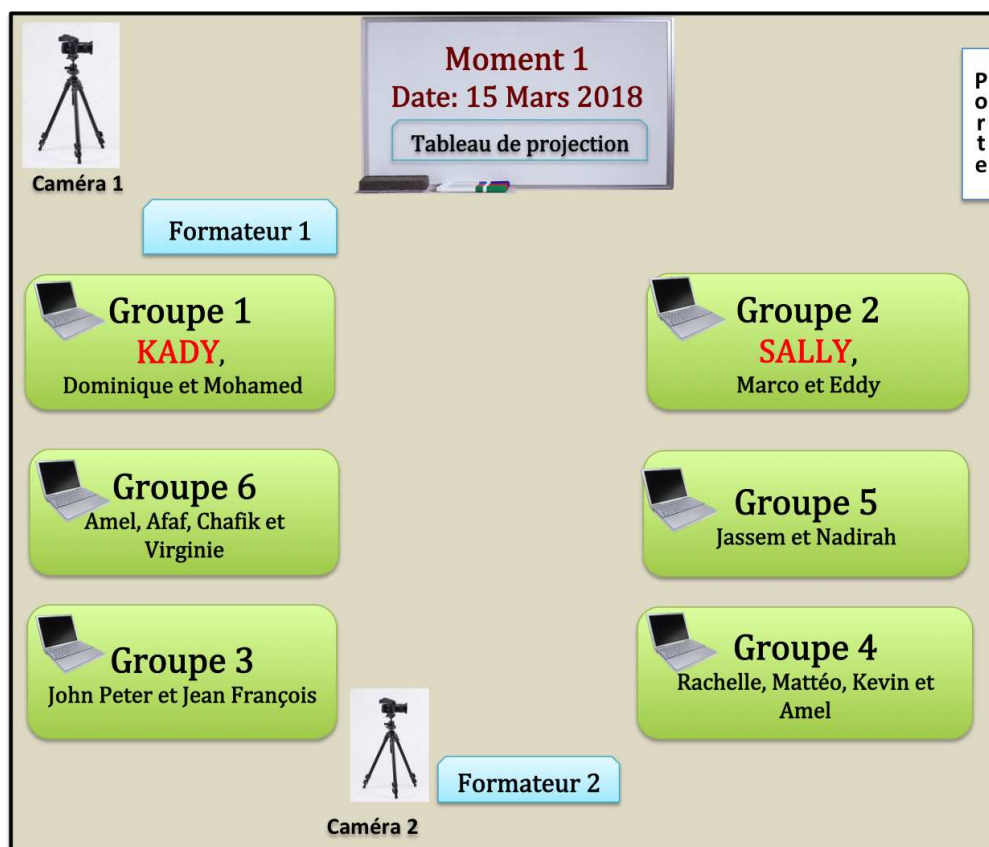 Moment 1
Date: 15 Mars 2018
Tableau de projection
Porte
Caméra 1
Formateur 1
Groupe 1
KADY,
Dominique et Mohamed
Groupe 2
SALLY,
Marco et Eddy
Groupe 6
Amel, Afaf, Chafik et
Virginie
Groupe 5
Jassem et Nadirah
Groupe 3
John Peter et Jean François
Groupe 4
Rachelle, Mattéo, Kevin et
Amel
Formateur 2
Caméra 2